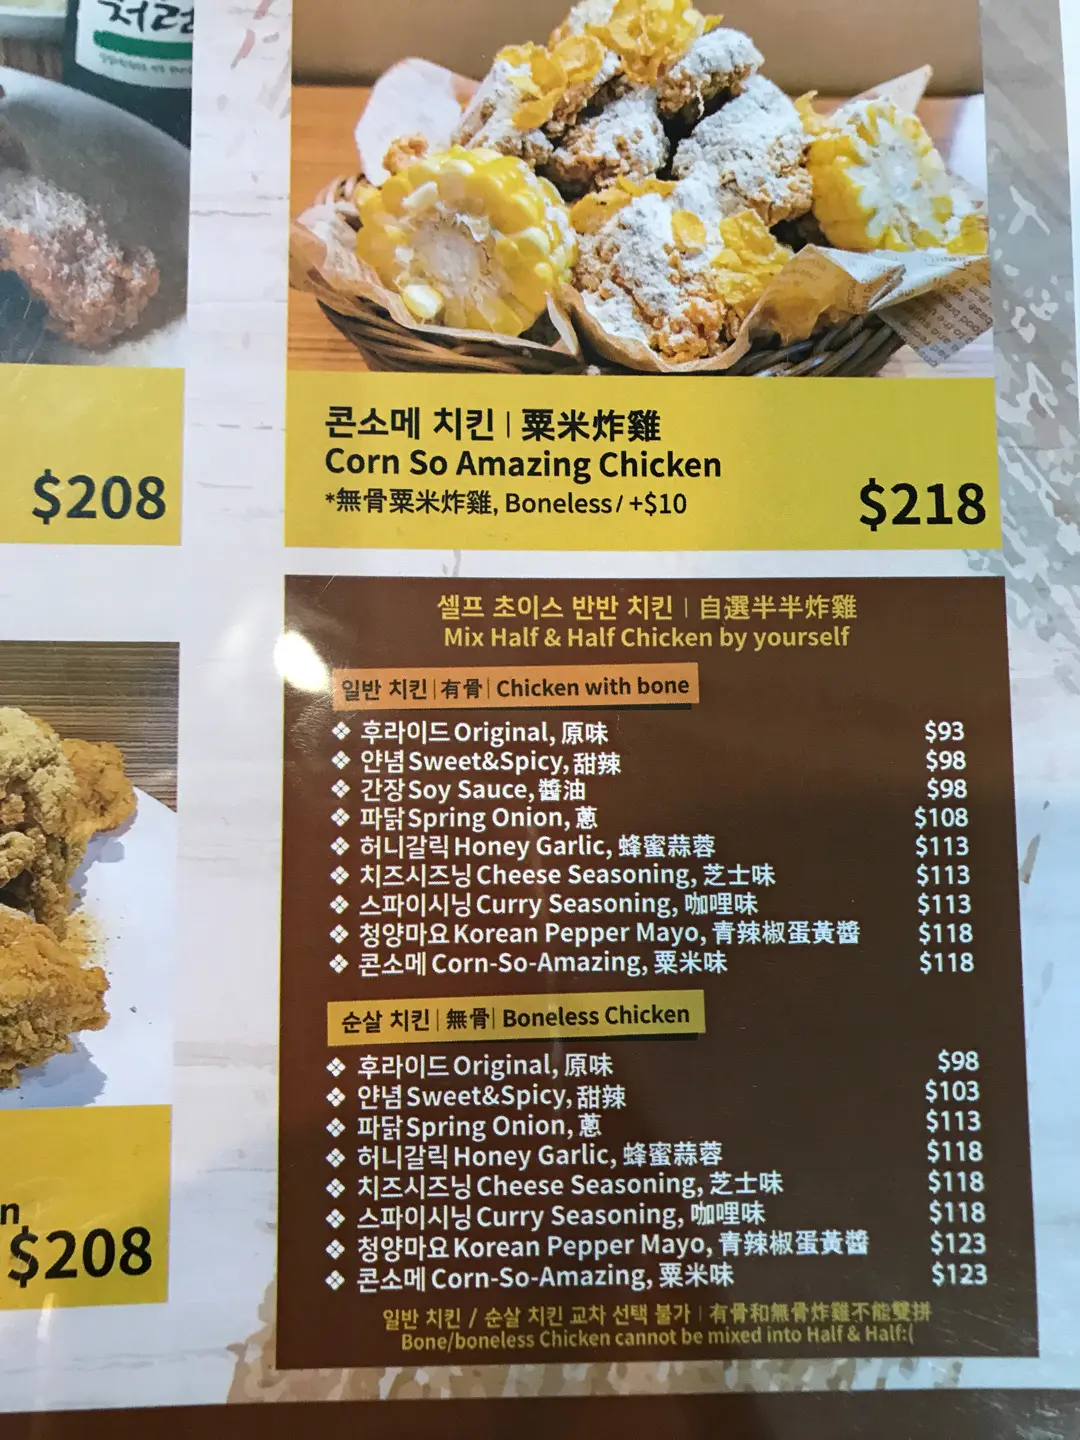 처럼
$208
콘소메 치킨 | 粟米炸雞
Corn So Amazing Chicken
*無骨粟米炸雞, Boneless/ +$10
$218
셀프 초이스 반반 치킨 | 自選半半炸雞
Mix Half & Half Chicken by yourself
일반 치킨 | 有骨 | Chicken with bone
❖ 후라이드 Original, 原味 $93
❖ 얀념 Sweet&Spicy, 甜辣 $98
❖ 간장 Soy Sauce, 醬油 $98
❖ 파닭 Spring Onion, 蔥 $108
❖ 허니갈릭 Honey Garlic, 蜂蜜蒜蓉 $113
❖ 치즈시즈닝 Cheese Seasoning, 芝士味 $113
❖ 스파이시닝 Curry Seasoning, 咖哩味 $113
❖ 청양마요 Korean Pepper Mayo, 青辣椒蛋黃醬 $118
❖ 콘소메 Corn-So-Amazing, 粟米味 $118
순살 치킨 | 無骨 | Boneless Chicken
❖ 후라이드 Original, 原味 $98
❖ 얀념 Sweet&Spicy, 甜辣 $103
❖ 파닭 Spring Onion, 蔥 $113
❖ 허니갈릭 Honey Garlic, 蜂蜜蒜蓉 $118
❖ 치즈시즈닝 Cheese Seasoning, 芝士味 $118
❖ 스파이시닝 Curry Seasoning, 咖哩味 $118
❖ 청양마요 Korean Pepper Mayo, 青辣椒蛋黃醬 $123
❖ 콘소메 Corn-So-Amazing, 粟米味 $123
일반 치킨 / 순살 치킨 교차 선택 불가 | 有骨和無骨炸雞不能雙拼
Bone/boneless Chicken cannot be mixed into Half & Half:(
n
$208